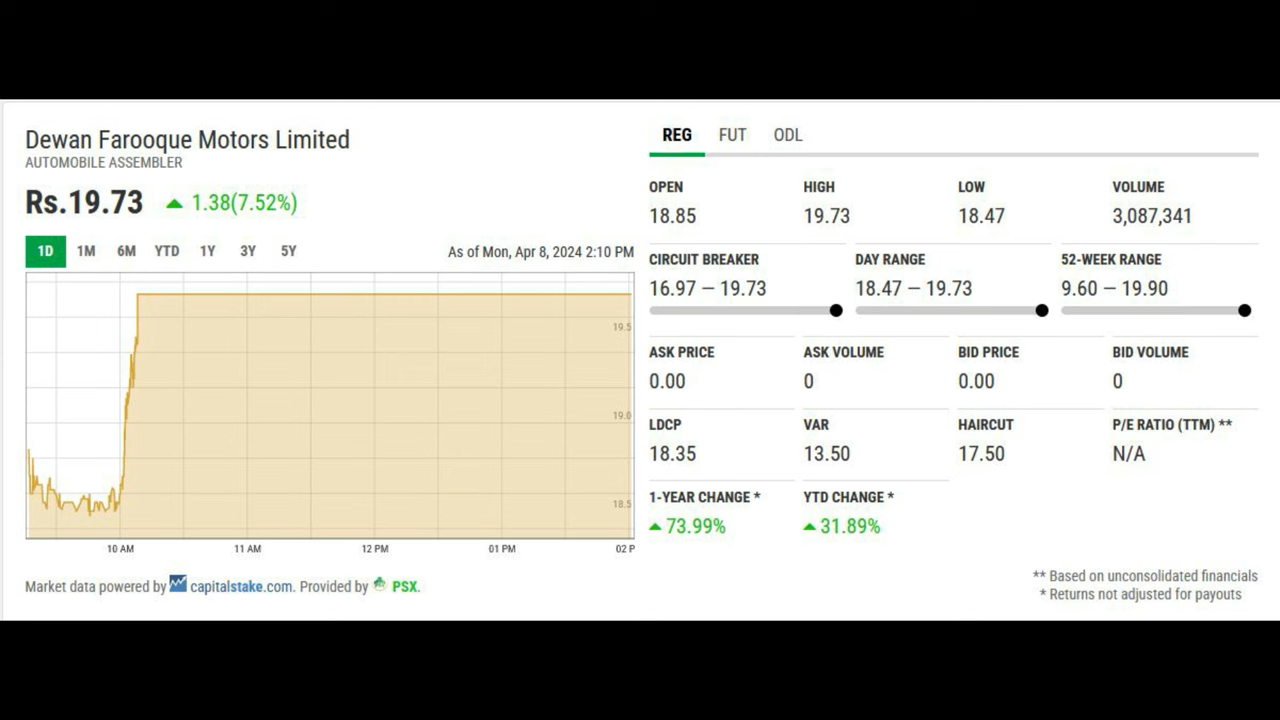 Dewan Farooque Motors Limited
AUTOMOBILE ASSEMBLER
Rs.19.73 ▲ 1.38(7.52%)
1D 1M 6M YTD 1Y 3Y 5Y
As of Mon, Apr 8, 2024 2:10 PM
19.5
19.0
18.5
10 AM 11 AM 12 PM 01 PM 02 P
Market data powered by capitalstake.com. Provided by PSX.
REG FUT ODL
OPEN HIGH LOW VOLUME
18.85 19.73 18.47 3,087,341
CIRCUIT BREAKER DAY RANGE 52-WEEK RANGE
16.97 — 19.73 18.47 — 19.73 9.60 — 19.90
ASK PRICE ASK VOLUME BID PRICE BID VOLUME
0.00 0 0.00 0
LDCP VAR HAIRCUT P/E RATIO (TTM) **
18.35 13.50 17.50 N/A
1-YEAR CHANGE * YTD CHANGE *
▲ 73.99% ▲ 31.89%
** Based on unconsolidated financials
* Returns not adjusted for payouts